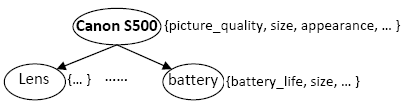 Canon S500 {picture_quality, size, appearance, … }
Lens {… } …… battery {battery_life, size, … }